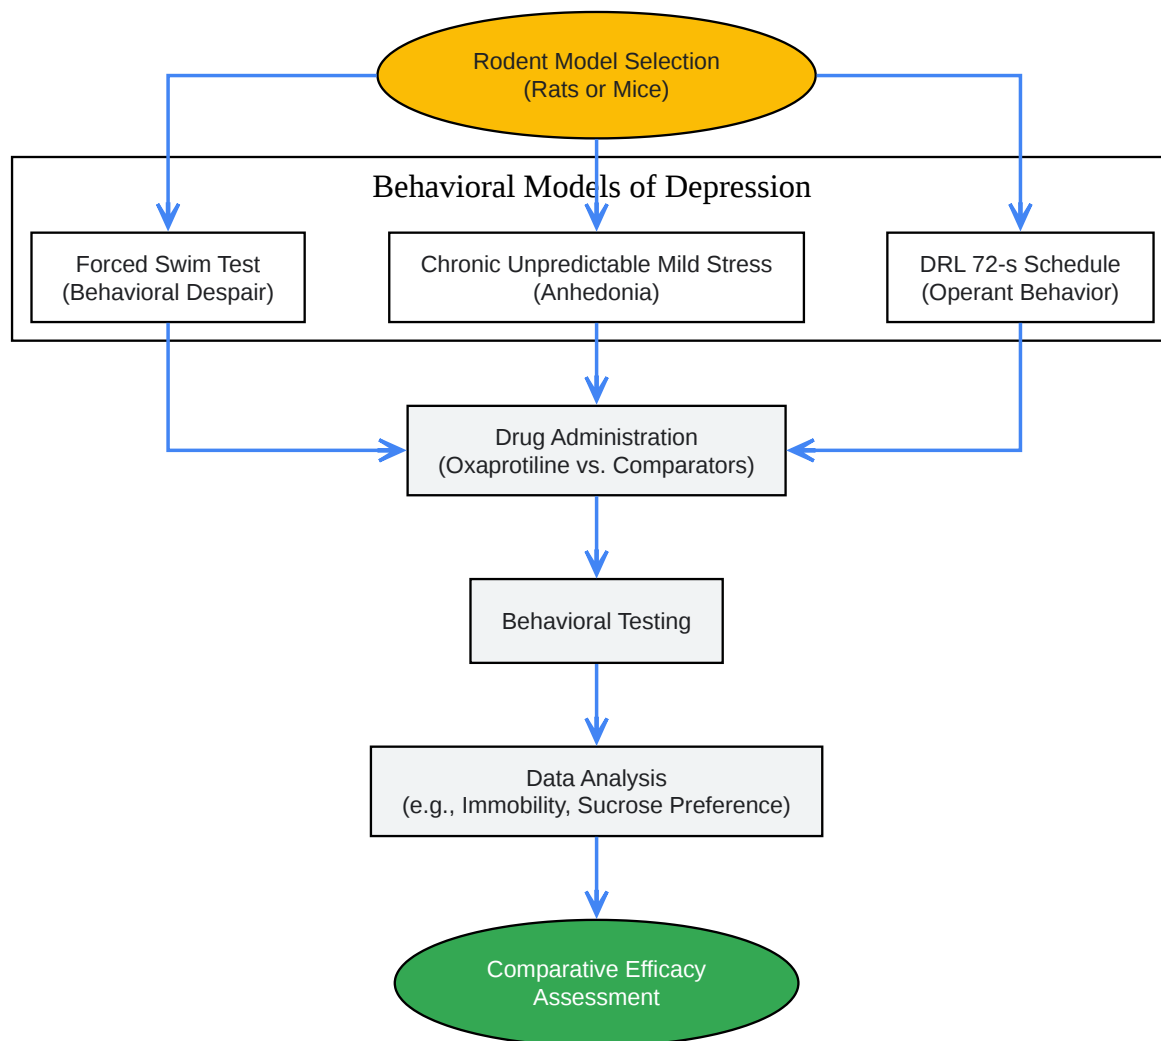 Rodent Model Selection
(Rats or Mice)
Behavioral Models of Depression
Forced Swim Test
(Behavioral Despair)
Chronic Unpredictable Mild Stress
(Anhedonia)
DRL 72-s Schedule
(Operant Behavior)
Drug Administration
(Oxaprotiline vs. Comparators)
Behavioral Testing
Data Analysis
(e.g., Immobility, Sucrose Preference)
Comparative Efficacy
Assessment